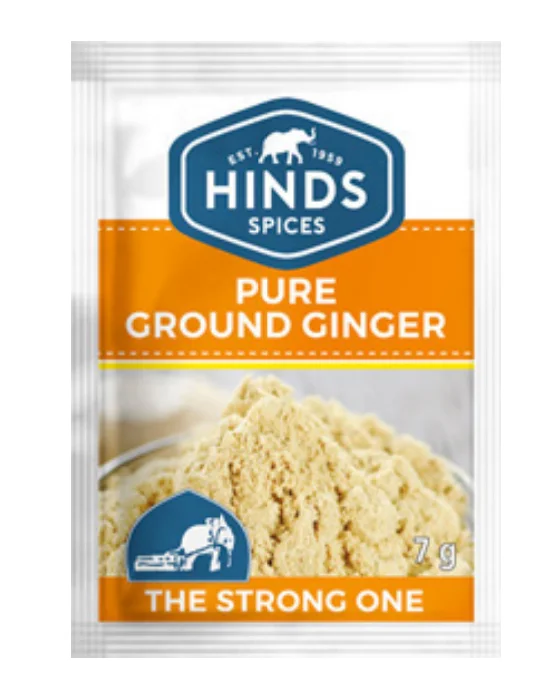 EST. 1959
HINDS
SPICES
PURE
GROUND GINGER
7 g
THE STRONG ONE